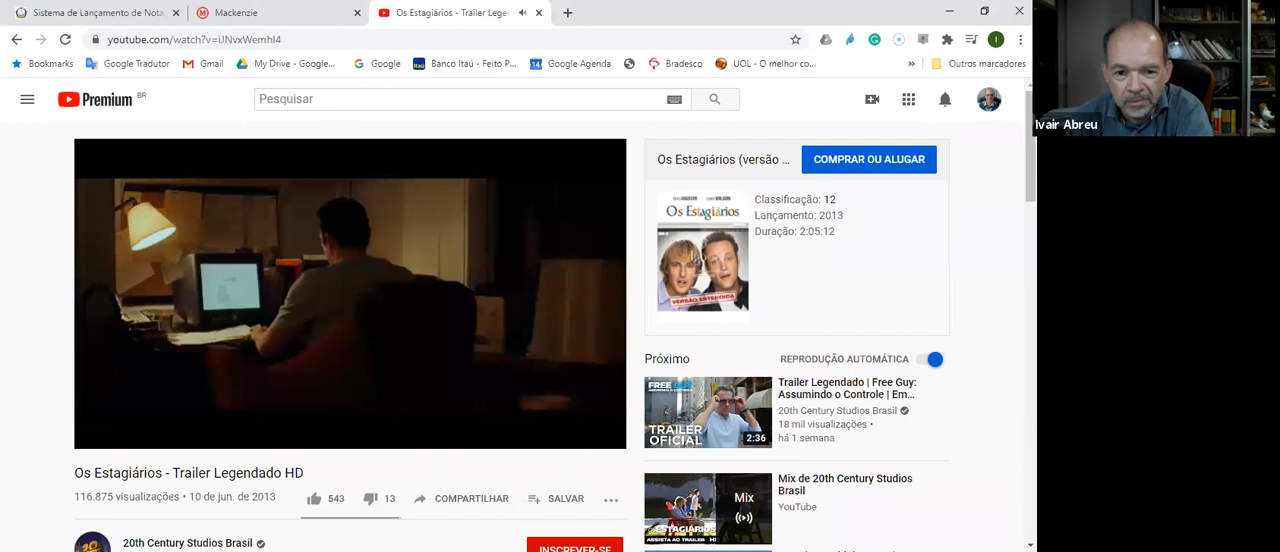 Sistema de Lançamento de Nota
Mackenzie
Os Estagiários - Trailer Legen
youtube.com/watch?v=iJNvxWemhI4
Bookmarks
Google Tradutor
Gmail
My Drive - Google...
Google
Banco Itaú - Feito P...
Google Agenda
Bradesco
UOL - O melhor co...
Outros marcadores
Premium BR
Pesquisar
Os Estagiários (versão ...
COMPRAR OU ALUGAR
Os Estagiários
VERSÃO ESTENDIDA
Classificação: 12
Lançamento: 2013
Duração: 2:05:12
Próximo
REPRODUÇÃO AUTOMÁTICA
TRAILER
OFICIAL
2:36
Trailer Legendado | Free Guy:
Assumindo o Controle | Em...
20th Century Studios Brasil
18 mil visualizações •
há 1 semana
Mix
Mix de 20th Century Studios
Brasil
YouTube
Os Estagiários - Trailer Legendado HD
116.875 visualizações • 10 de jun. de 2013
543
13
COMPARTILHAR
SALVAR
20th Century Studios Brasil
INSCREVER-SE
Ivair Abreu